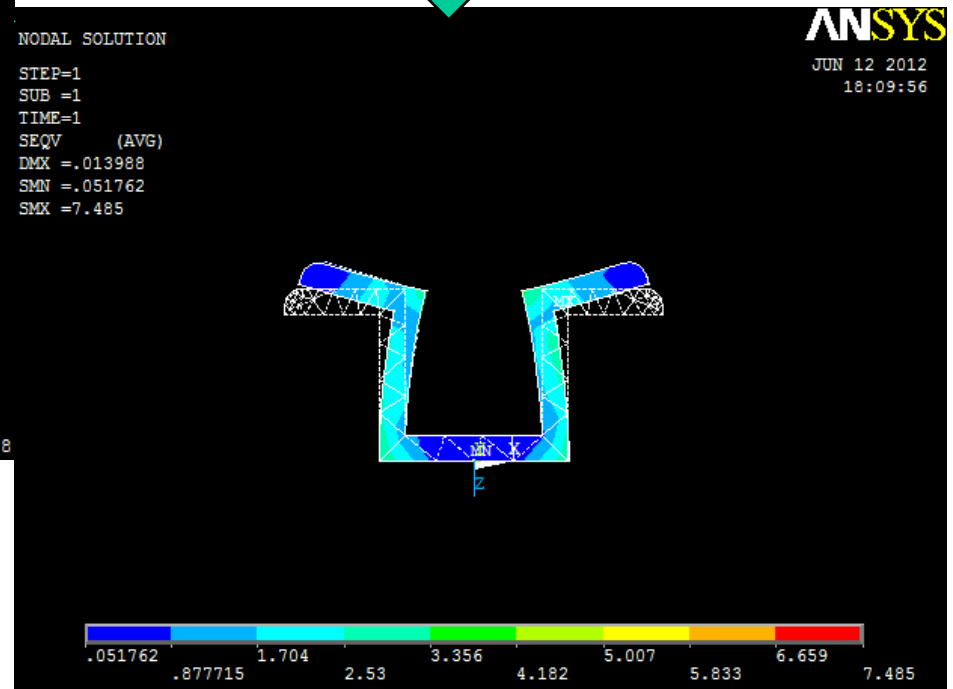 NODAL SOLUTION
STEP=1
SUB =1
TIME=1
SEQV (AVG)
DMX =.013988
SMN =.051762
SMX =7.485
ANSYS
JUN 12 2012
18:09:56
MX
MN X
Z
8
.051762 1.704 3.356 5.007 6.659
.877715 2.53 4.182 5.833 7.485